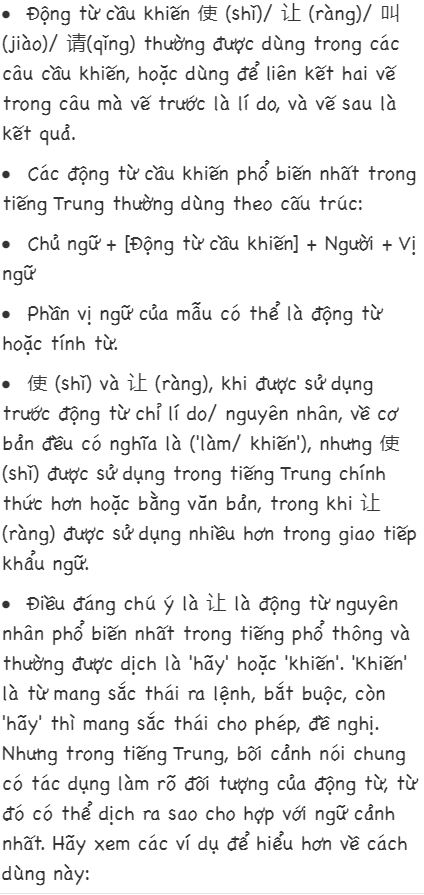 • Động từ cầu khiến 使 (shǐ)/ 让 (ràng)/ 叫
(jiào)/ 请(qǐng) thường được dùng trong các
câu cầu khiến, hoặc dùng để liên kết hai vế
trong câu mà vế trước là lí do, và vế sau là
kết quả.
• Các động từ cầu khiến phổ biến nhất trong
tiếng Trung thường dùng theo cấu trúc:
• Chủ ngữ + [Động từ cầu khiến] + Người + Vị
ngữ
• Phần vị ngữ của mẫu có thể là động từ
hoặc tính từ.
• 使 (shǐ) và 让 (ràng), khi được sử dụng
trước động từ chỉ lí do/ nguyên nhân, về cơ
bản đều có nghĩa là ('làm/ khiến'), nhưng 使
(shǐ) được sử dụng trong tiếng Trung chính
thức hơn hoặc bằng văn bản, trong khi 让
(ràng) được sử dụng nhiều hơn trong giao tiếp
khẩu ngữ.
• Điều đáng chú ý là 让 là động từ nguyên
nhân phổ biến nhất trong tiếng phổ thông và
thường được dịch là 'hãy' hoặc 'khiến'. 'Khiến'
là từ mang sắc thái ra lệnh, bắt buộc, còn
'hãy' thì mang sắc thái cho phép, đề nghị.
Nhưng trong tiếng Trung, bối cảnh nói chung
có tác dụng làm rõ đối tượng của động từ, từ
đó có thể dịch ra sao cho hợp với ngữ cảnh
nhất. Hãy xem các ví dụ để hiểu hơn về cách
dùng này: